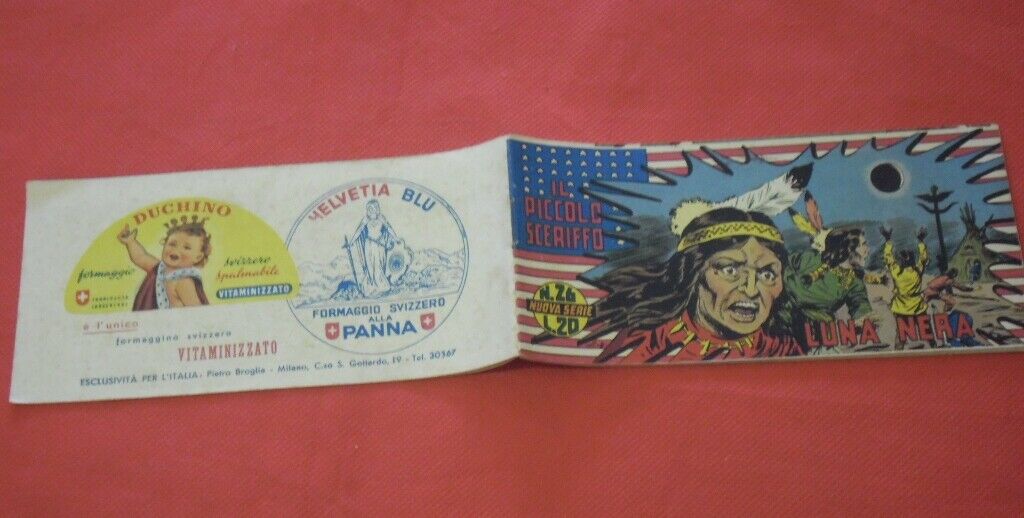 DUCHINO
formaggio
svizzero
spalmabile
VITAMINIZZATO
è l'unico
formaggino svizzero
VITAMINIZZATO
HELVETIA BLU
FORMAGGIO SVIZZERO
ALLA
PANNA
ESCLUSIVITÀ PER L'ITALIA: Pietro Broglia - Milano, C.so S. Gottardo, 19 - Tel. 30567
IL
PICCOLO
SCERIFFO
N. 26
NUOVA SERIE
L.20
LUNA NERA